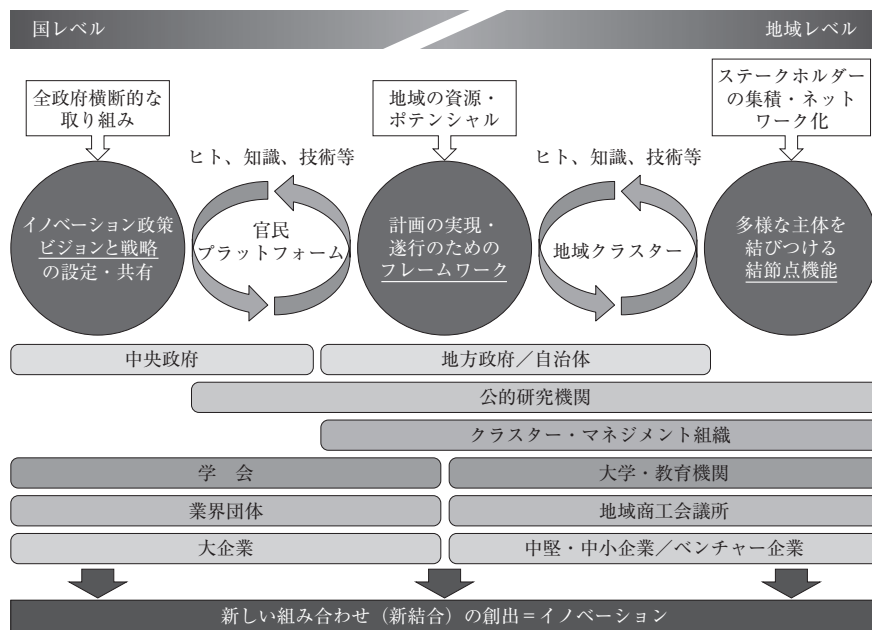 国レベル
地域レベル
全政府横断的な
取り組み
地域の資源・
ポテンシャル
ステークホルダー
の集積・ネット
ワーク化
ヒト、知識、技術等
ヒト、知識、技術等
イノベーション政策
ビジョンと戦略
の設定・共有
官民
プラットフォーム
計画の実現・
遂行のための
フレームワーク
地域クラスター
多様な主体を
結びつける
結節点機能
中央政府
地方政府／自治体
公的研究機関
クラスター・マネジメント組織
学　会
大学・教育機関
業界団体
地域商工会議所
大企業
中堅・中小企業／ベンチャー企業
新しい組み合わせ（新結合）の創出＝イノベーション